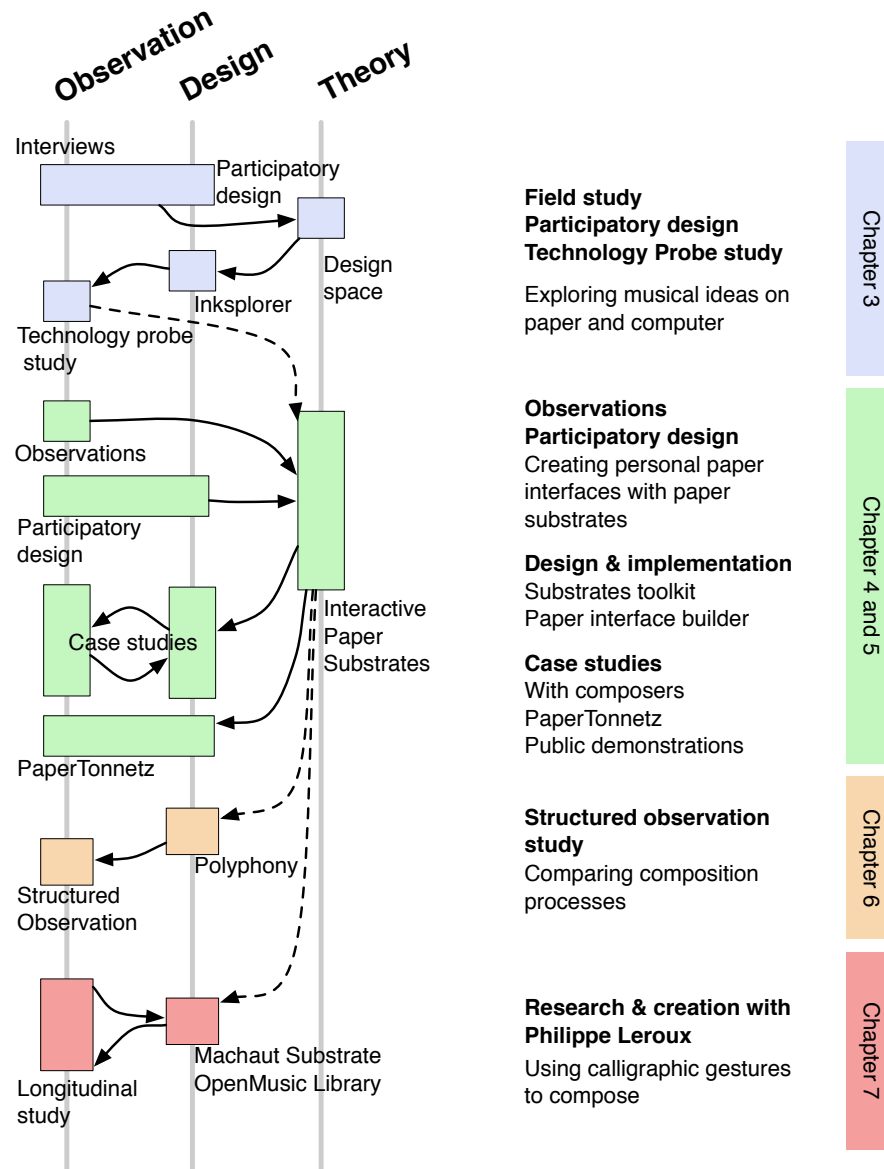 Observation
Design
Theory
Interviews
Participatory
design
Design
space
Inksplorer
Technology probe
study
Observations
Participatory
design
Case studies
Interactive
Paper
Substrates
PaperTonnetz
Polyphony
Structured
Observation
Machaut Substrate
OpenMusic Library
Longitudinal
study
Field study
Participatory design
Technology Probe study
Exploring musical ideas on
paper and computer
Chapter 3
Observations
Participatory design
Creating personal paper
interfaces with paper
substrates
Design & implementation
Substrates toolkit
Paper interface builder
Case studies
With composers
PaperTonnetz
Public demonstrations
Chapter 4 and 5
Structured observation
study
Comparing composition
processes
Chapter 6
Research & creation with
Philippe Leroux
Using calligraphic gestures
to compose
Chapter 7